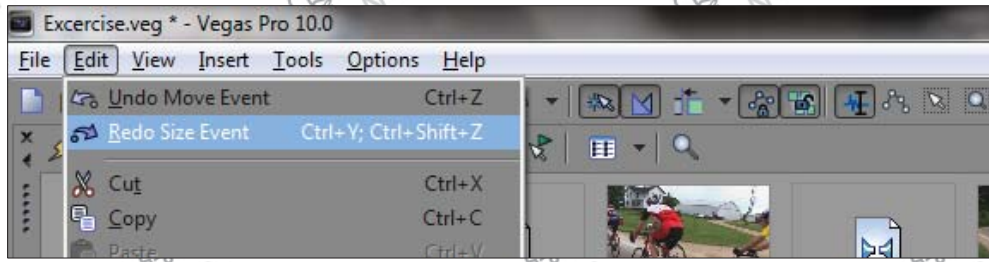 Excercise.veg * - Vegas Pro 10.0
File Edit View Insert Tools Options Help
Undo Move Event Ctrl+Z
Redo Size Event Ctrl+Y; Ctrl+Shift+Z
Cut Ctrl+X
Copy Ctrl+C
Paste Ctrl+V